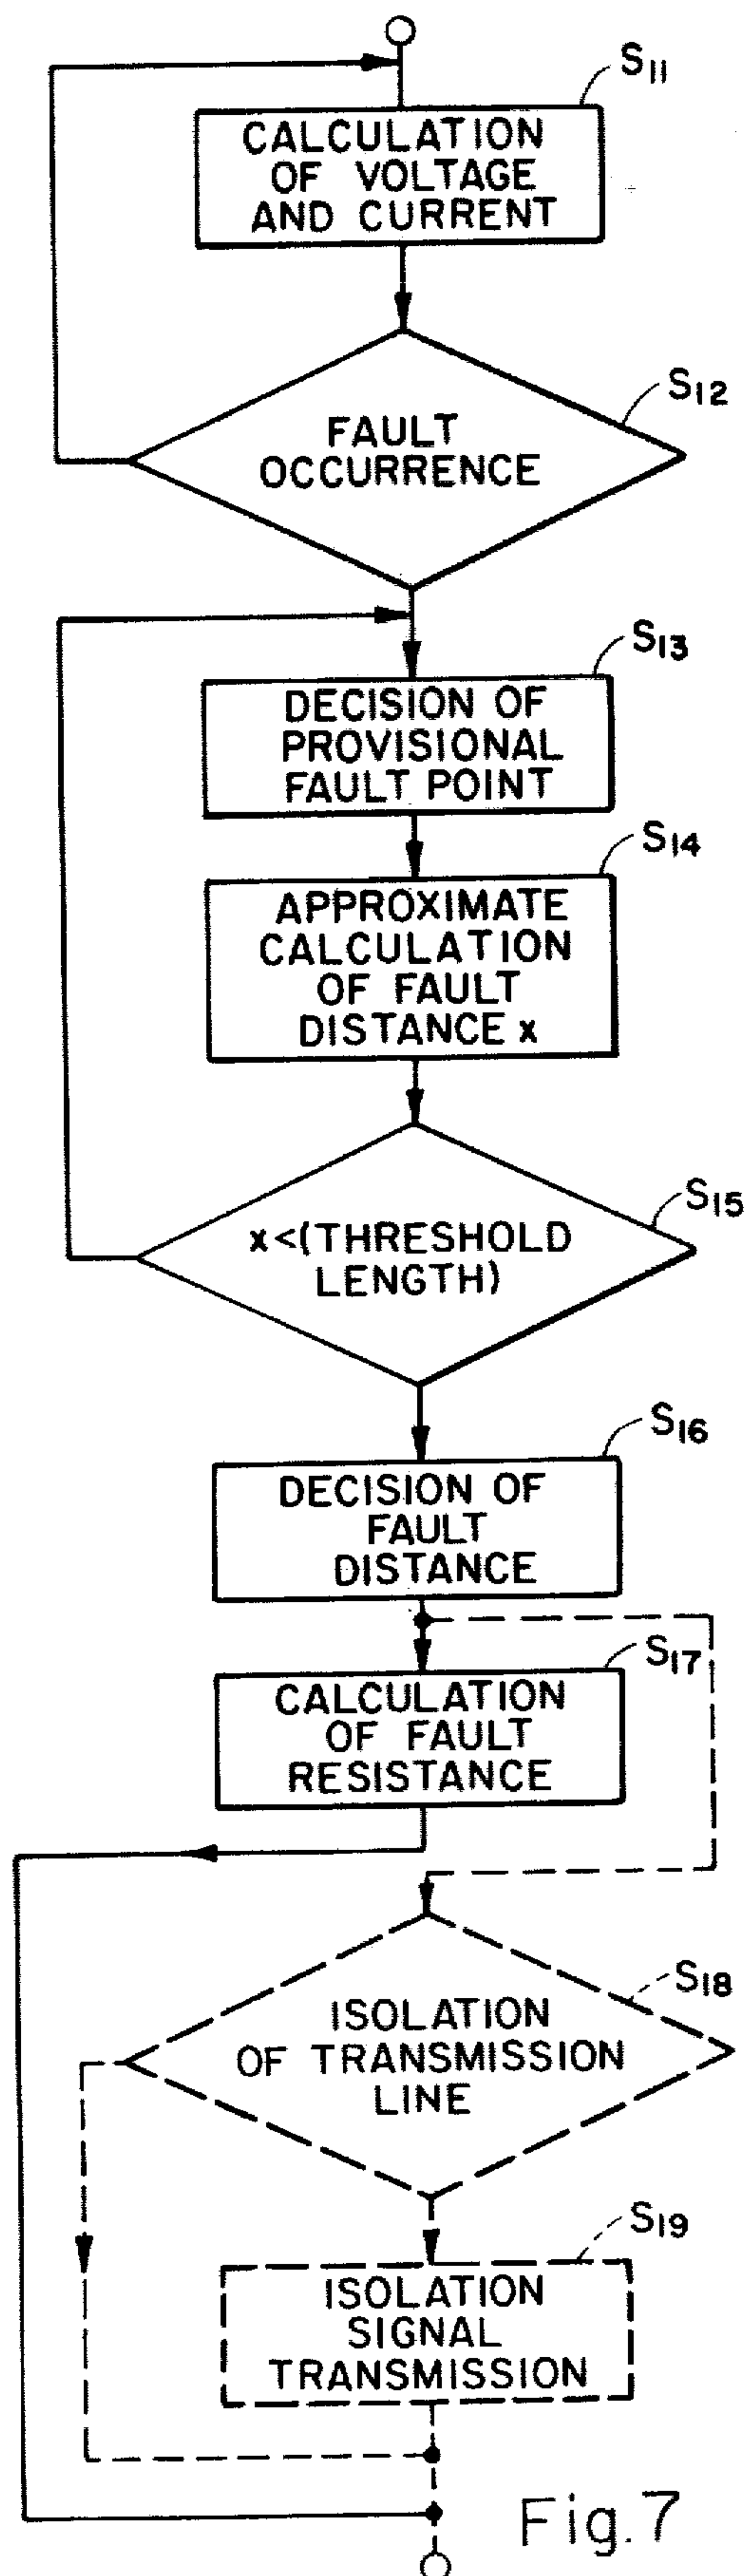 S11
CALCULATION
OF VOLTAGE
AND CURRENT
S12
FAULT
OCCURRENCE
S13
DECISION OF
PROVISIONAL
FAULT POINT
S14
APPROXIMATE
CALCULATION
OF FAULT
DISTANCE x
S15
x<(THRESHOLD
LENGTH)
S16
DECISION OF
FAULT
DISTANCE
S17
CALCULATION
OF FAULT
RESISTANCE
S18
ISOLATION
OF TRANSMISSION
LINE
S19
ISOLATION
SIGNAL
TRANSMISSION
Fig.7